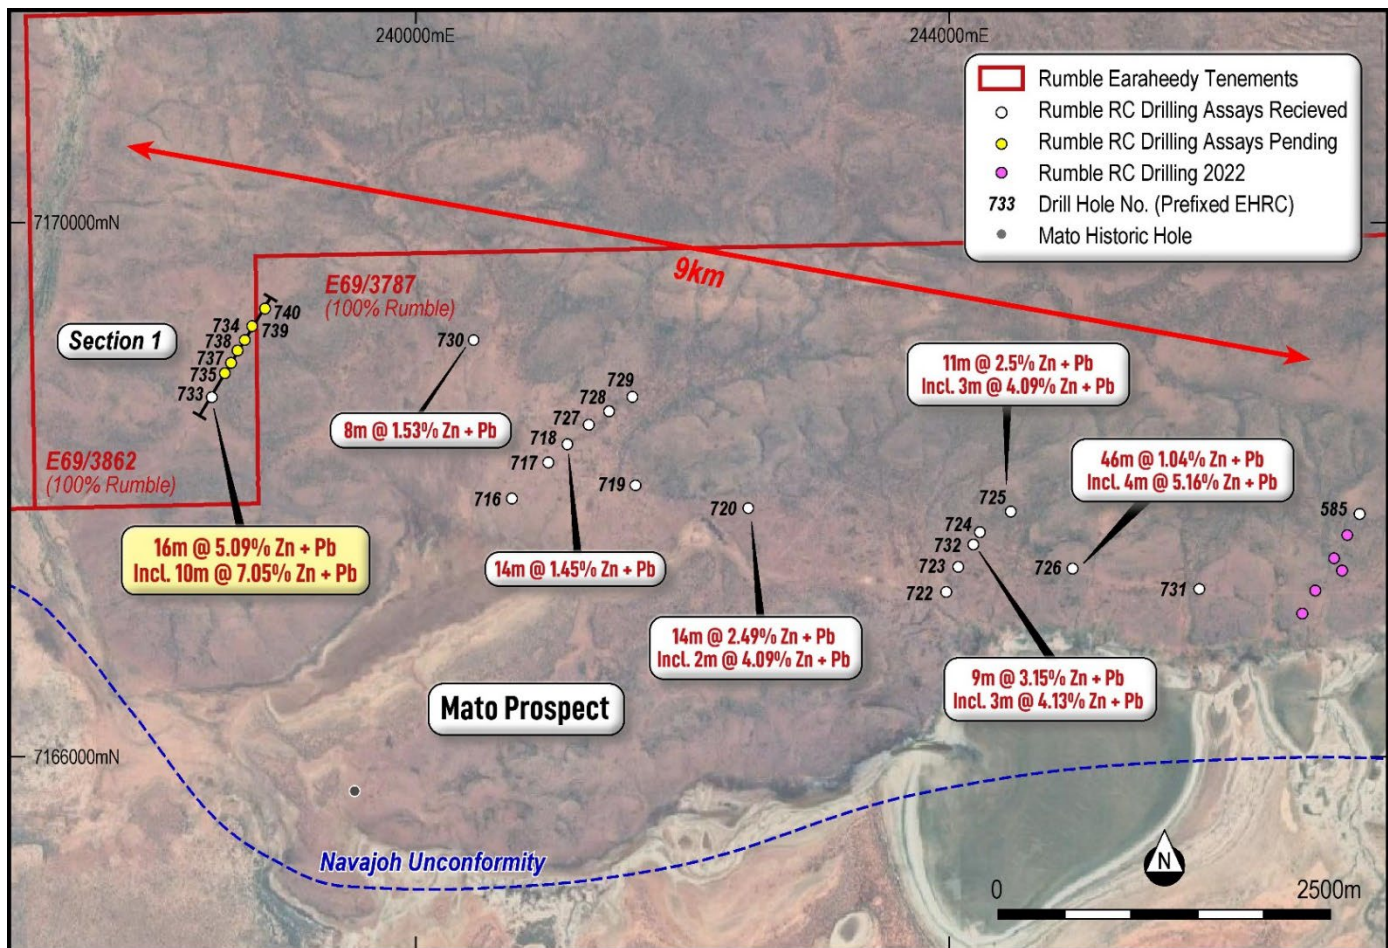 240000mE
244000mE
Rumble Earaheedy Tenements
Rumble RC Drilling Assays Recieved
Rumble RC Drilling Assays Pending
Rumble RC Drilling 2022
733 Drill Hole No. (Prefixed EHRC)
Mato Historic Hole
7170000mN
9km
E69/3787
(100% Rumble)
Section 1
740
734
739
738
737
735
733
730
8m @ 1.53% Zn + Pb
729
728
727
718
717
716
719
14m @ 1.45% Zn + Pb
E69/3862
(100% Rumble)
16m @ 5.09% Zn + Pb
Incl. 10m @ 7.05% Zn + Pb
720
14m @ 2.49% Zn + Pb
Incl. 2m @ 4.09% Zn + Pb
11m @ 2.5% Zn + Pb
Incl. 3m @ 4.09% Zn + Pb
46m @ 1.04% Zn + Pb
Incl. 4m @ 5.16% Zn + Pb
725
724
732
723
722
726
731
585
9m @ 3.15% Zn + Pb
Incl. 3m @ 4.13% Zn + Pb
Mato Prospect
7166000mN
Navajoh Unconformity
N
0 2500m